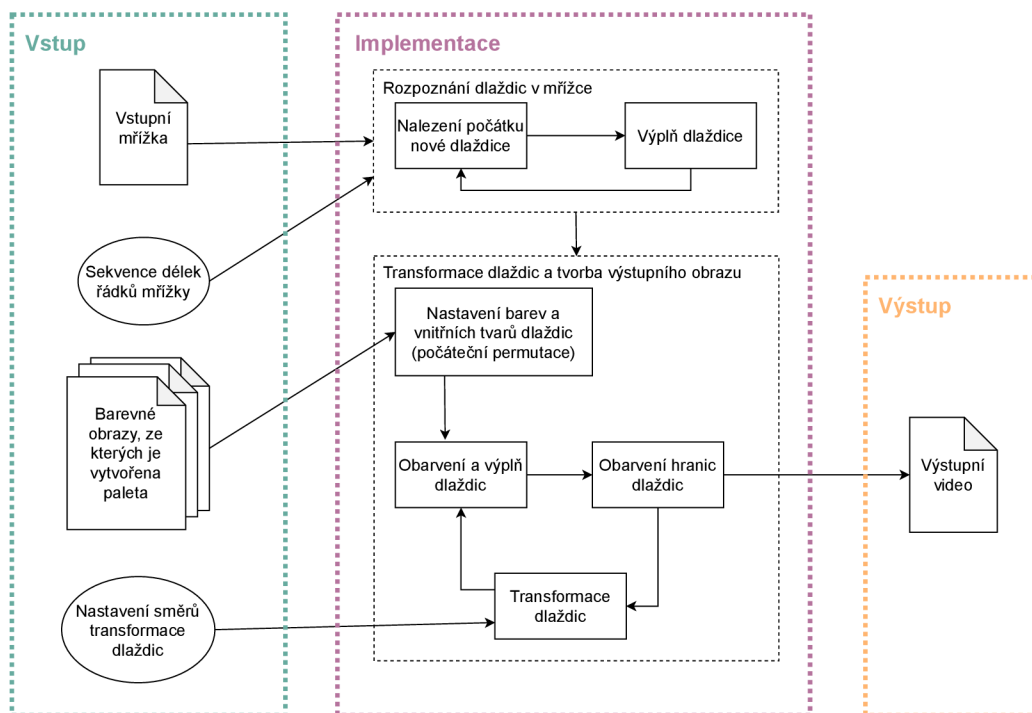 Vstup
Vstupní
mřížka
Sekvence délek
řádků mřížky
Barevné
obrazy, ze
kterých je
vytvořena
paleta
Nastavení směrů
transformace
dlaždic
Implementace
Rozpoznání dlaždic v mřížce
Nalezení počátku
nové dlaždice
Výplň dlaždice
Transformace dlaždic a tvorba výstupního obrazu
Nastavení barev a
vnitřních tvarů dlaždic
(počáteční permutace)
Obarvení a výplň
dlaždic
Obarvení hranic
dlaždic
Transformace
dlaždic
Výstup
Výstupní
video